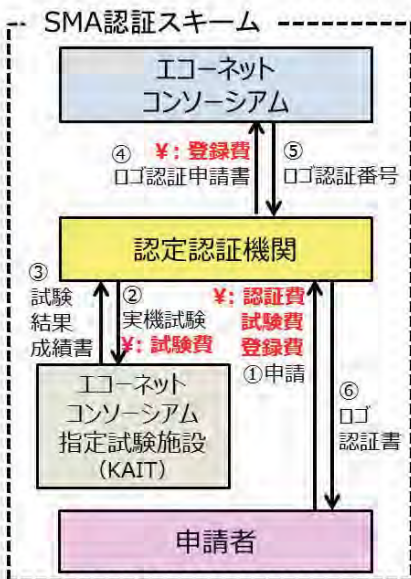 SMA認証スキーム
エコーネット
コンソーシアム
④ ¥: 登録費
ロゴ認証申請書
⑤
ロゴ認証番号
認定認証機関
③
試験
結果
成績書
②
実機試験
¥: 試験費
¥: 認証費
試験費
登録費
①申請
エコーネット
コンソーシアム
指定試験施設
(KAIT)
⑥
ロゴ
認証書
申請者